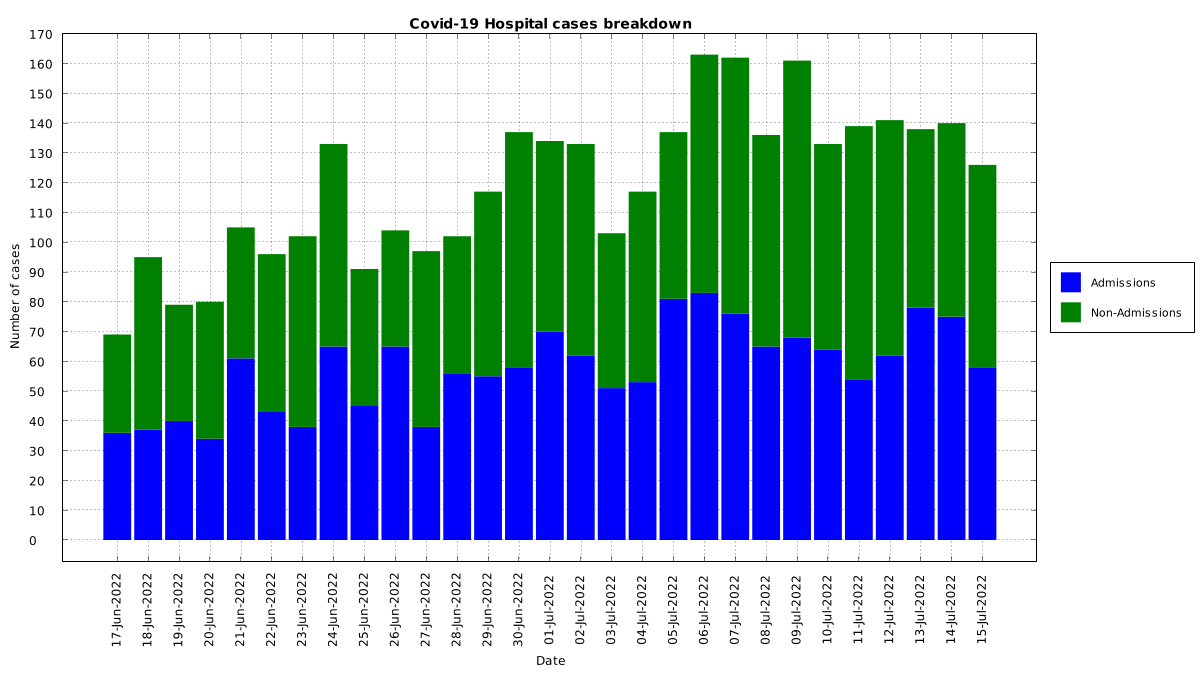 Covid-19 Hospital cases breakdown
170
160
150
140
130
120
110
100
90
80
70
60
50
40
30
20
10
0
Number of cases
17-Jun-2022
18-Jun-2022
19-Jun-2022
20-Jun-2022
21-Jun-2022
22-Jun-2022
23-Jun-2022
24-Jun-2022
25-Jun-2022
26-Jun-2022
27-Jun-2022
28-Jun-2022
29-Jun-2022
30-Jun-2022
01-Jul-2022
02-Jul-2022
03-Jul-2022
04-Jul-2022
05-Jul-2022
06-Jul-2022
07-Jul-2022
08-Jul-2022
09-Jul-2022
10-Jul-2022
11-Jul-2022
12-Jul-2022
13-Jul-2022
14-Jul-2022
15-Jul-2022
Date
Admissions
Non-Admissions